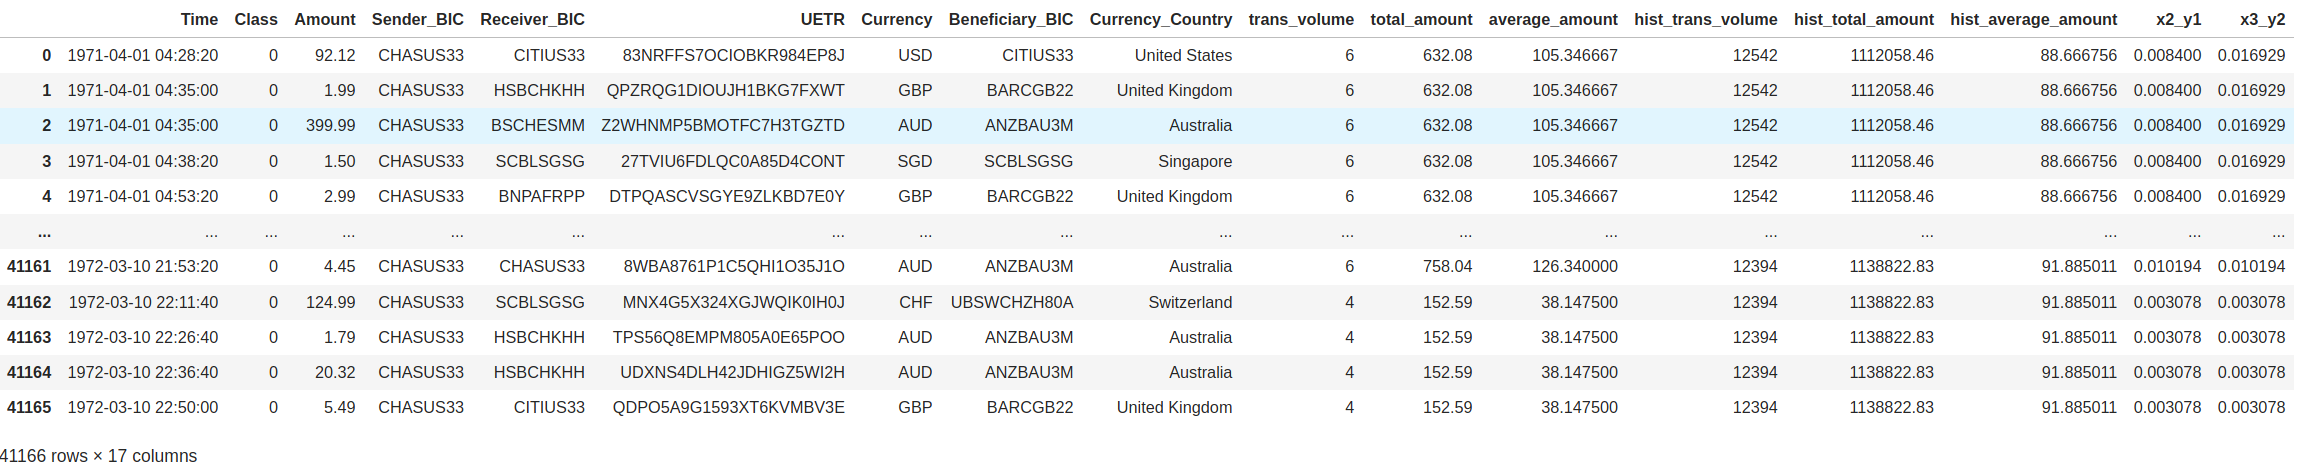 Time Class Amount Sender_BIC Receiver_BIC UETR Currency Beneficiary_BIC Currency_Country trans_volume total_amount average_amount hist_trans_volume hist_total_amount hist_average_amount x2_y1 x3_y2
0 1971-04-01 04:28:20 0 92.12 CHASUS33 CITIUS33 83NRFFS7OCIOBKR984EP8J USD CITIUS33 United States 6 632.08 105.346667 12542 1112058.46 88.666756 0.008400 0.016929
1 1971-04-01 04:35:00 0 1.99 CHASUS33 HSBCHKHH QPZRQG1DIOUJH1BKG7FXWT GBP BARCGB22 United Kingdom 6 632.08 105.346667 12542 1112058.46 88.666756 0.008400 0.016929
2 1971-04-01 04:35:00 0 399.99 CHASUS33 BSCHESMM Z2WHNMP5BMOTFC7H3TGZTD AUD ANZBAU3M Australia 6 632.08 105.346667 12542 1112058.46 88.666756 0.008400 0.016929
3 1971-04-01 04:38:20 0 1.50 CHASUS33 SCBLSGSG 27TVIU6FDLQC0A85D4CONT SGD SCBLSGSG Singapore 6 632.08 105.346667 12542 1112058.46 88.666756 0.008400 0.016929
4 1971-04-01 04:53:20 0 2.99 CHASUS33 BNPAFRPP DTPQASCVSGYE9ZLKBD7E0Y GBP BARCGB22 United Kingdom 6 632.08 105.346667 12542 1112058.46 88.666756 0.008400 0.016929
... ... ... ... ... ... ... ... ... ... ... ... ... ... ... ... ... ...
41161 1972-03-10 21:53:20 0 4.45 CHASUS33 CHASUS33 8WBA8761P1C5QHI1O35J1O AUD ANZBAU3M Australia 6 758.04 126.340000 12394 1138822.83 91.885011 0.010194 0.010194
41162 1972-03-10 22:11:40 0 124.99 CHASUS33 SCBLSGSG MNX4G5X324XGJWQIK0IH0J CHF UBSWCHZH80A Switzerland 4 152.59 38.147500 12394 1138822.83 91.885011 0.003078 0.003078
41163 1972-03-10 22:26:40 0 1.79 CHASUS33 HSBCHKHH TPS56Q8EMPM805A0E65POO AUD ANZBAU3M Australia 4 152.59 38.147500 12394 1138822.83 91.885011 0.003078 0.003078
41164 1972-03-10 22:36:40 0 20.32 CHASUS33 HSBCHKHH UDXNS4DLH42JDHIGZ5WI2H AUD ANZBAU3M Australia 4 152.59 38.147500 12394 1138822.83 91.885011 0.003078 0.003078
41165 1972-03-10 22:50:00 0 5.49 CHASUS33 CITIUS33 QDPO5A9G1593XT6KVMBV3E GBP BARCGB22 United Kingdom 4 152.59 38.147500 12394 1138822.83 91.885011 0.003078 0.003078
41166 rows × 17 columns